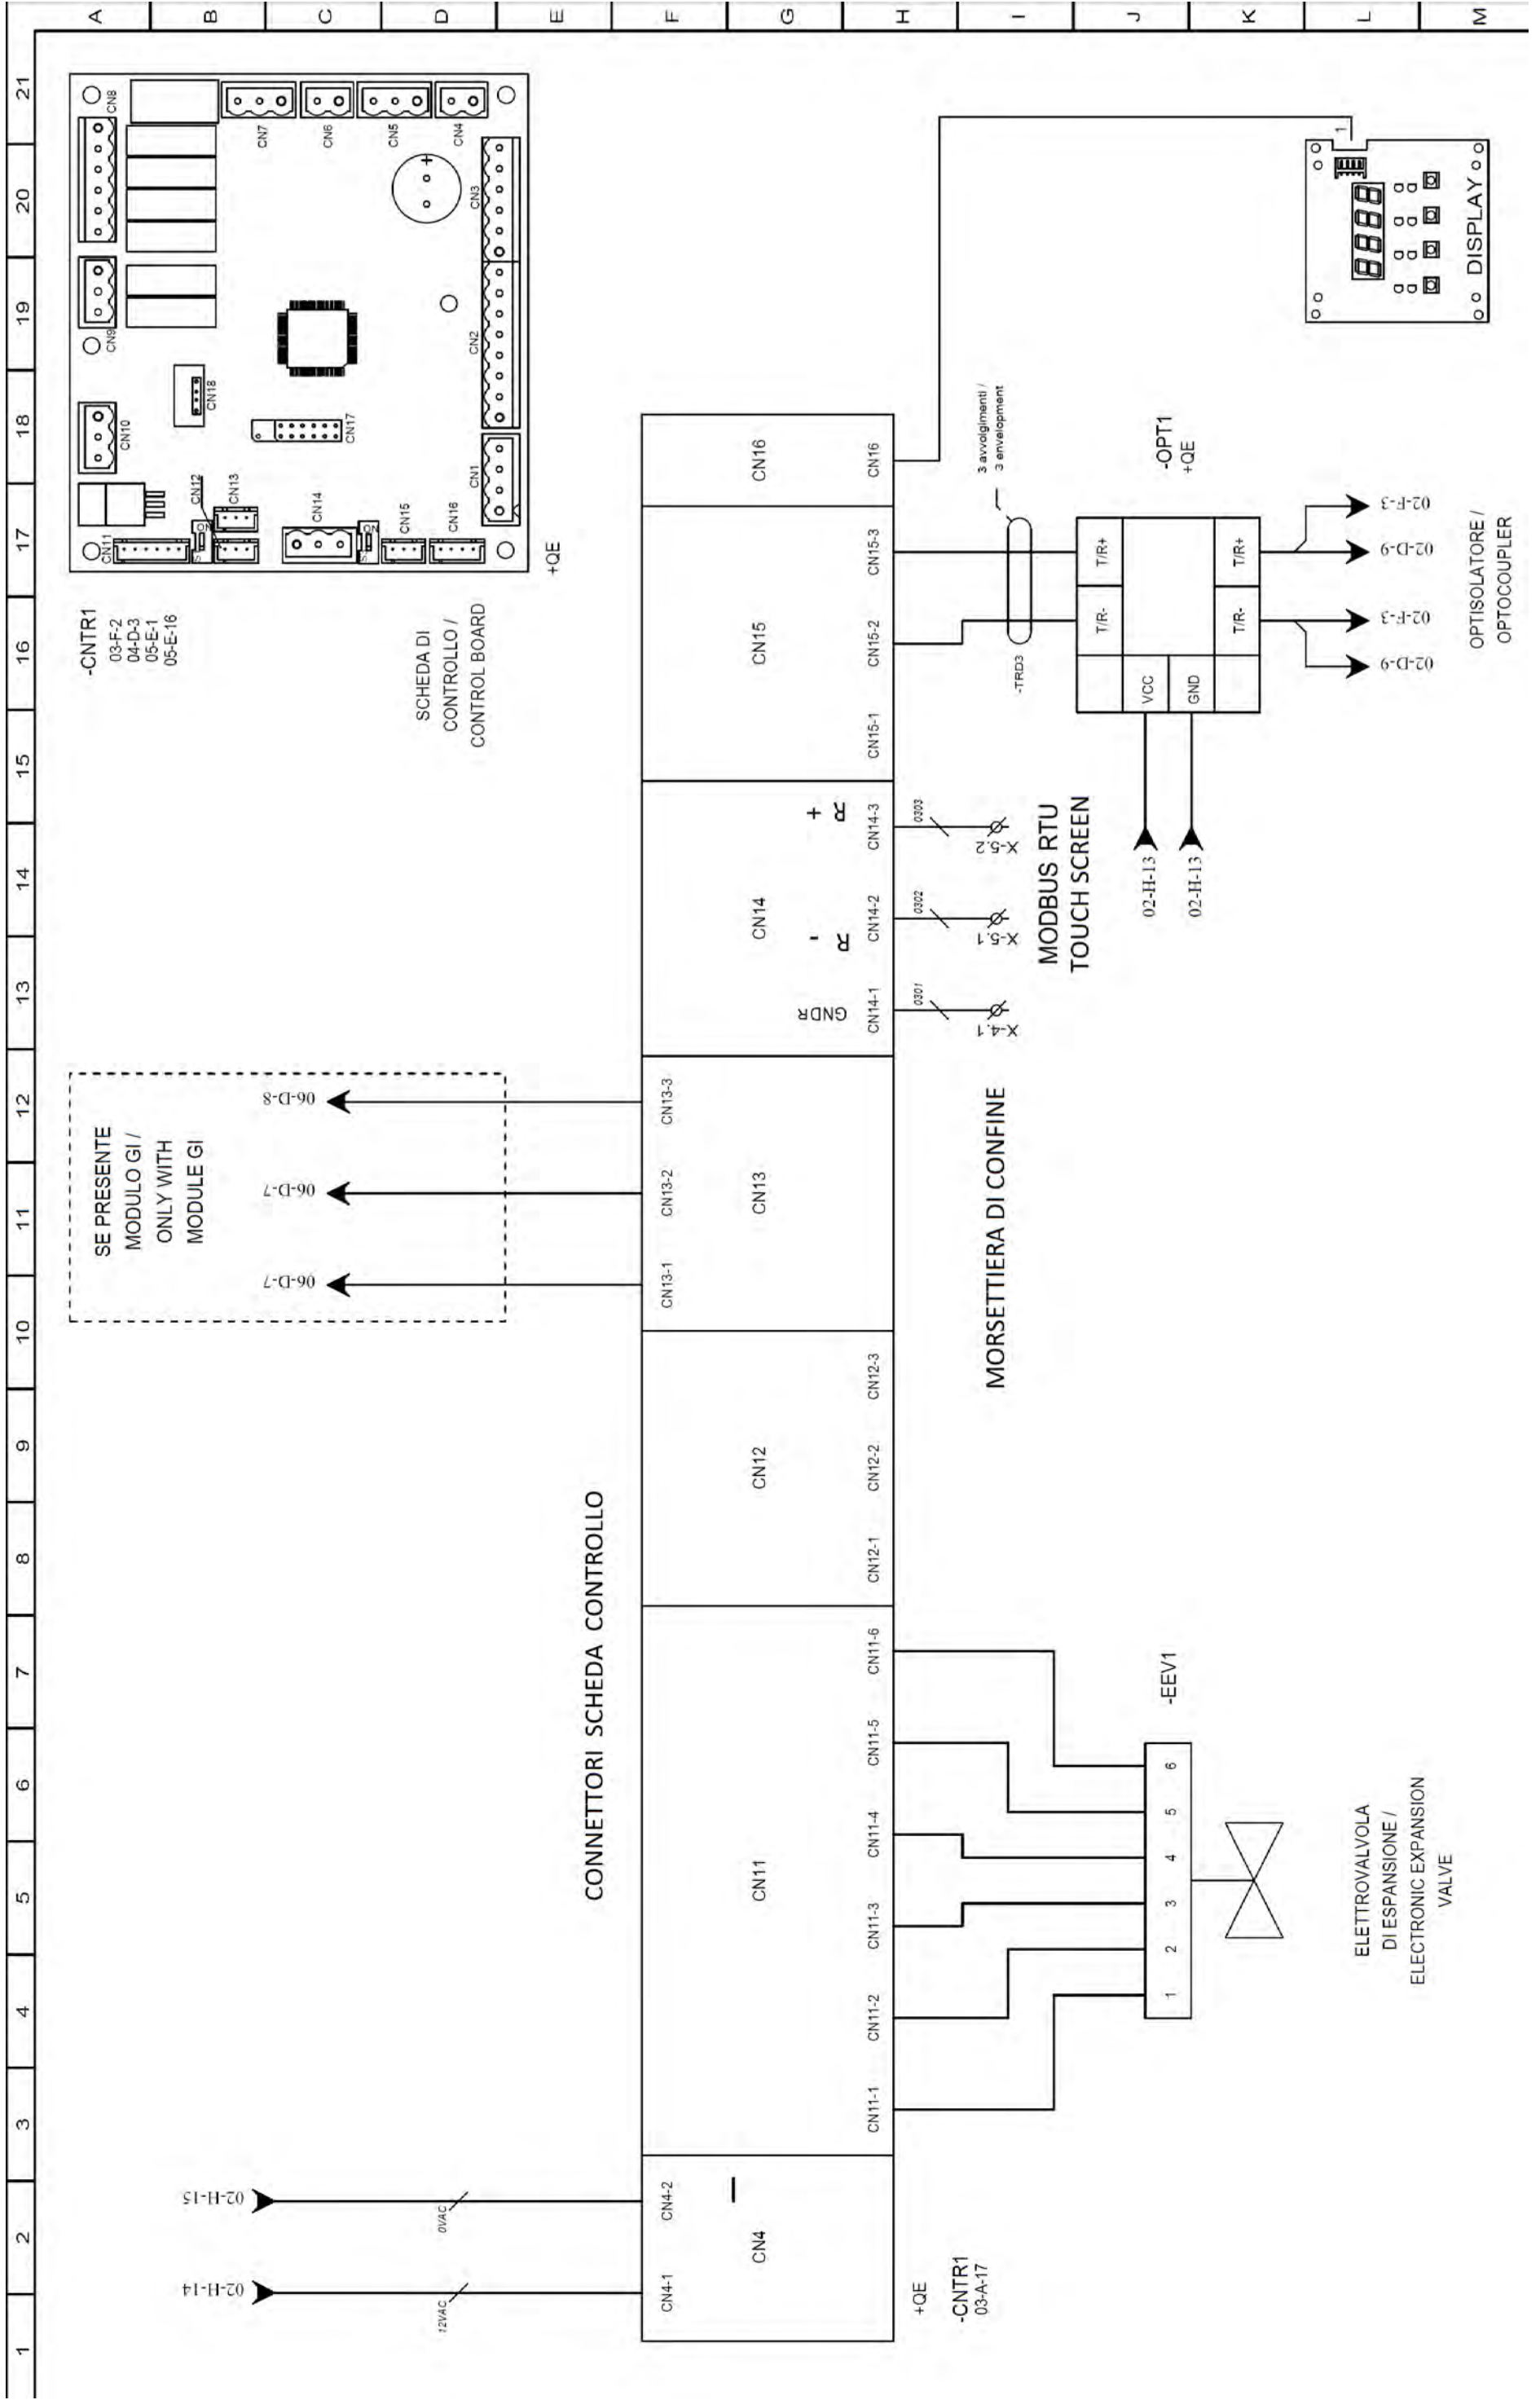 A
B
C
D
E
F
G
H
I
J
K
L
M
21
20
19
18
17
16
15
14
13
12
11
10
9
8
7
6
5
4
3
2
1
CN8
CN7
CN6
CN5
CN4
CN3
CN9
CN2
CN18
CN10
CN17
CN1
CN12
CN13
CN14
CN11
ON
S
ON
S
CN15
CN16
+QE
-CNTR1
03-F-2
04-D-3
05-E-1
05-E-16
SCHEDA DI
CONTROLLO /
CONTROL BOARD
1
8888
DISPLAY
CN16
CN16
CN15
CN15-3
CN15-2
CN15-1
3 avvolgimenti /
3 envelopment
-TRD3
-OPT1
+QE
T/R+
T/R-
T/R+
T/R-
VCC
GND
02-F-3
02-D-9
02-F-3
02-D-9
OPTISOLATORE /
OPTOCOUPLER
02-H-13
02-H-13
CN14
+ R
- R
GNDR
CN14-3
CN14-2
CN14-1
0303
0302
0301
X-5.2
X-5.1
X-4.1
MODBUS RTU
TOUCH SCREEN
SE PRESENTE
MODULO GI /
ONLY WITH
MODULE GI
06-D-8
06-D-7
06-D-7
CN13-3
CN13-2
CN13-1
CN13
MORSETTIERA DI CONFINE
CN12
CN12-3
CN12-2
CN12-1
CONNETTORI SCHEDA CONTROLLO
CN11
CN11-6
CN11-5
CN11-4
CN11-3
CN11-2
CN11-1
-EEV1
6
5
4
3
2
1
ELETTROVALVOLA
DI ESPANSIONE /
ELECTRONIC EXPANSION
VALVE
02-H-15
02-H-14
0VAC
12VAC
CN4-2
CN4-1
CN4
+QE
-CNTR1
03-A-17